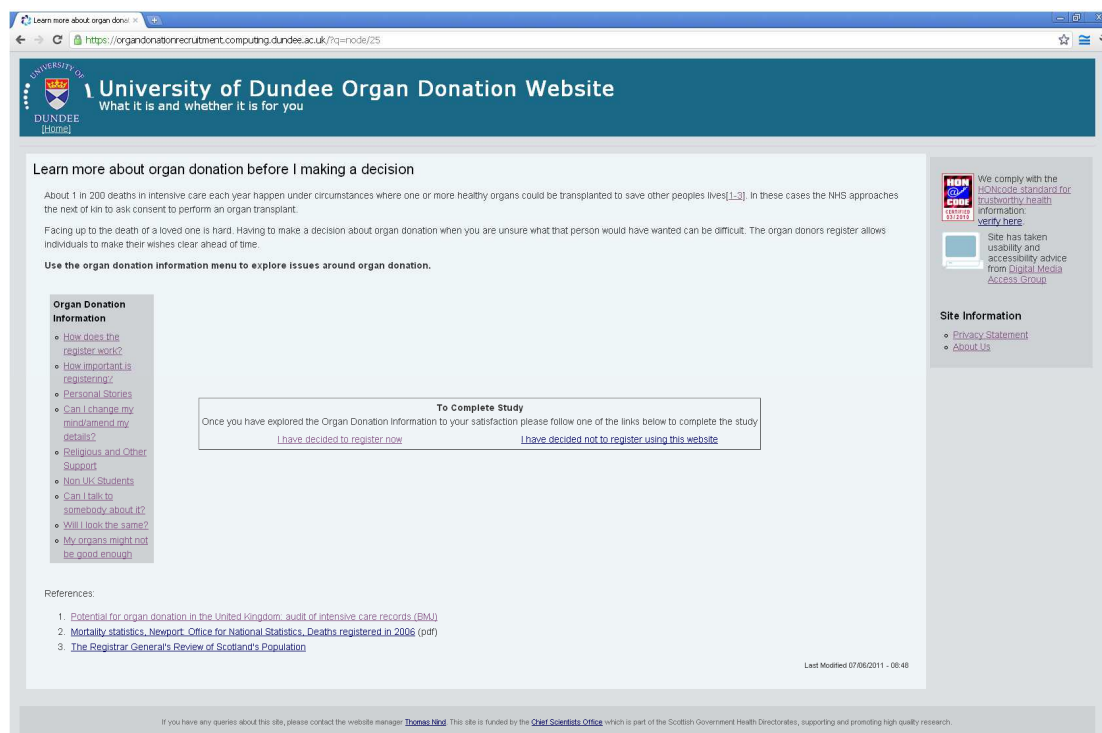 Learn more about organ donat
https://organdonationrecruitment.computing.dundee.ac.uk/?q=node/25
UNIVERSITY OF
DUNDEE
[Home]
University of Dundee Organ Donation Website
What it is and whether it is for you
Learn more about organ donation before I making a decision
About 1 in 200 deaths in intensive care each year happen under circumstances where one or more healthy organs could be transplanted to save other peoples lives[1-3]. In these cases the NHS approaches
the next of kin to ask consent to perform an organ transplant.
Facing up to the death of a loved one is hard. Having to make a decision about organ donation when you are unsure what that person would have wanted can be difficult. The organ donors register allows
individuals to make their wishes clear ahead of time.
Use the organ donation information menu to explore issues around organ donation.
Organ Donation
Information
How does the
register work?
How important is
registering?
Personal Stories
Can I change my
mind/amend my
details?
Religious and Other
Support
Non UK Students
Can I talk to
somebody about it?
Will I look the same?
My organs might not
be good enough
To Complete Study
Once you have explored the Organ Donation Information to your satisfaction please follow one of the links below to complete the study
I have decided to register now I have decided not to register using this website
References:
1. Potential for organ donation in the United Kingdom: audit of intensive care records (BMJ)
2. Mortality statistics, Newport: Office for National Statistics, Deaths registered in 2006 (pdf)
3. The Registrar General's Review of Scotland's Population
Last Modified 07/06/2011 - 08:48
HON
@
CODE
CERTIFIED
03/2010
We comply with the
HONcode standard for
trustworthy health
information:
verify here.
Site has taken
usability and
accessibility advice
from Digital Media
Access Group
Site Information
Privacy Statement
About Us
If you have any queries about this site, please contact the website manager Thomas Nind. This site is funded by the Chief Scientists Office which is part of the Scottish Government Health Directorates, supporting and promoting high quality research.